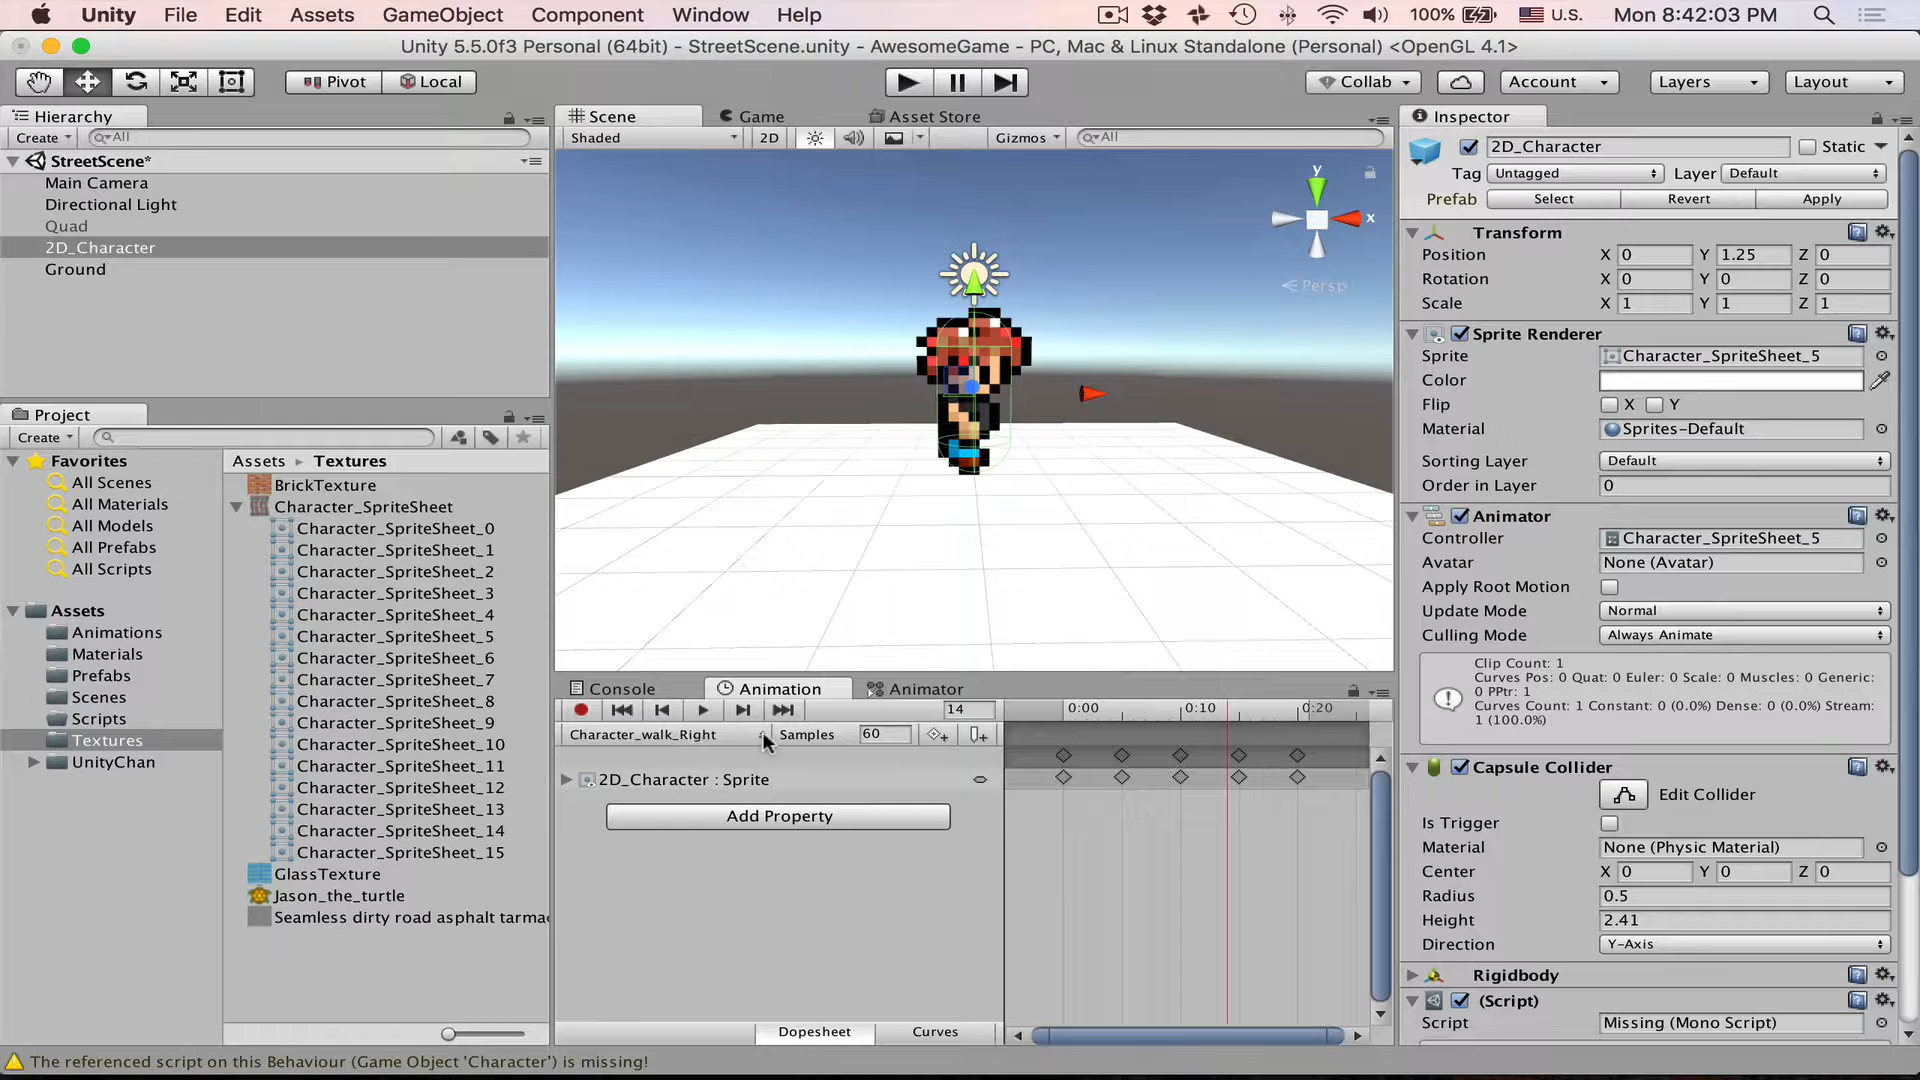 Unity File Edit Assets GameObject Component Window Help 100% U.S. Mon 8:42:03 PM
Unity 5.5.0f3 Personal (64bit) - StreetScene.unity - AwesomeGame - PC, Mac & Linux Standalone (Personal) <OpenGL 4.1>
Pivot Local Collab Account Layers Layout
Hierarchy
Create All
StreetScene*
Main Camera
Directional Light
Quad
2D_Character
Ground
Project
Create
Favorites
All Scenes
All Materials
All Models
All Prefabs
All Scripts
Assets
Animations
Materials
Prefabs
Scenes
Scripts
Textures
UnityChan
Assets Textures
BrickTexture
Character_SpriteSheet
Character_SpriteSheet_0
Character_SpriteSheet_1
Character_SpriteSheet_2
Character_SpriteSheet_3
Character_SpriteSheet_4
Character_SpriteSheet_5
Character_SpriteSheet_6
Character_SpriteSheet_7
Character_SpriteSheet_8
Character_SpriteSheet_9
Character_SpriteSheet_10
Character_SpriteSheet_11
Character_SpriteSheet_12
Character_SpriteSheet_13
Character_SpriteSheet_14
Character_SpriteSheet_15
GlassTexture
Jason_the_turtle
Seamless dirty road asphalt tarma
Scene Game Asset Store
Shaded 2D Gizmos All
y
x
Persp
Console Animation Animator
14 0:00 0:10 0:20
Character_walk_Right Samples 60
2D_Character : Sprite
Add Property
Dopesheet Curves
Inspector
2D_Character Static
Tag Untagged Layer Default
Prefab Select Revert Apply
Transform
Position X 0 Y 1.25 Z 0
Rotation X 0 Y 0 Z 0
Scale X 1 Y 1 Z 1
Sprite Renderer
Sprite Character_SpriteSheet_5
Color
Flip X Y
Material Sprites-Default
Sorting Layer Default
Order in Layer 0
Animator
Controller Character_SpriteSheet_5
Avatar None (Avatar)
Apply Root Motion
Update Mode Normal
Culling Mode Always Animate
Clip Count: 1
Curves Pos: 0 Quat: 0 Euler: 0 Scale: 0 Muscles: 0 Generic:
0 PPtr: 1
Curves Count: 1 Constant: 0 (0.0%) Dense: 0 (0.0%) Stream:
1 (100.0%)
Capsule Collider
Edit Collider
Is Trigger
Material None (Physic Material)
Center X 0 Y 0 Z 0
Radius 0.5
Height 2.41
Direction Y-Axis
Rigidbody
(Script)
Script Missing (Mono Script)
The referenced script on this Behaviour (Game Object 'Character') is missing!